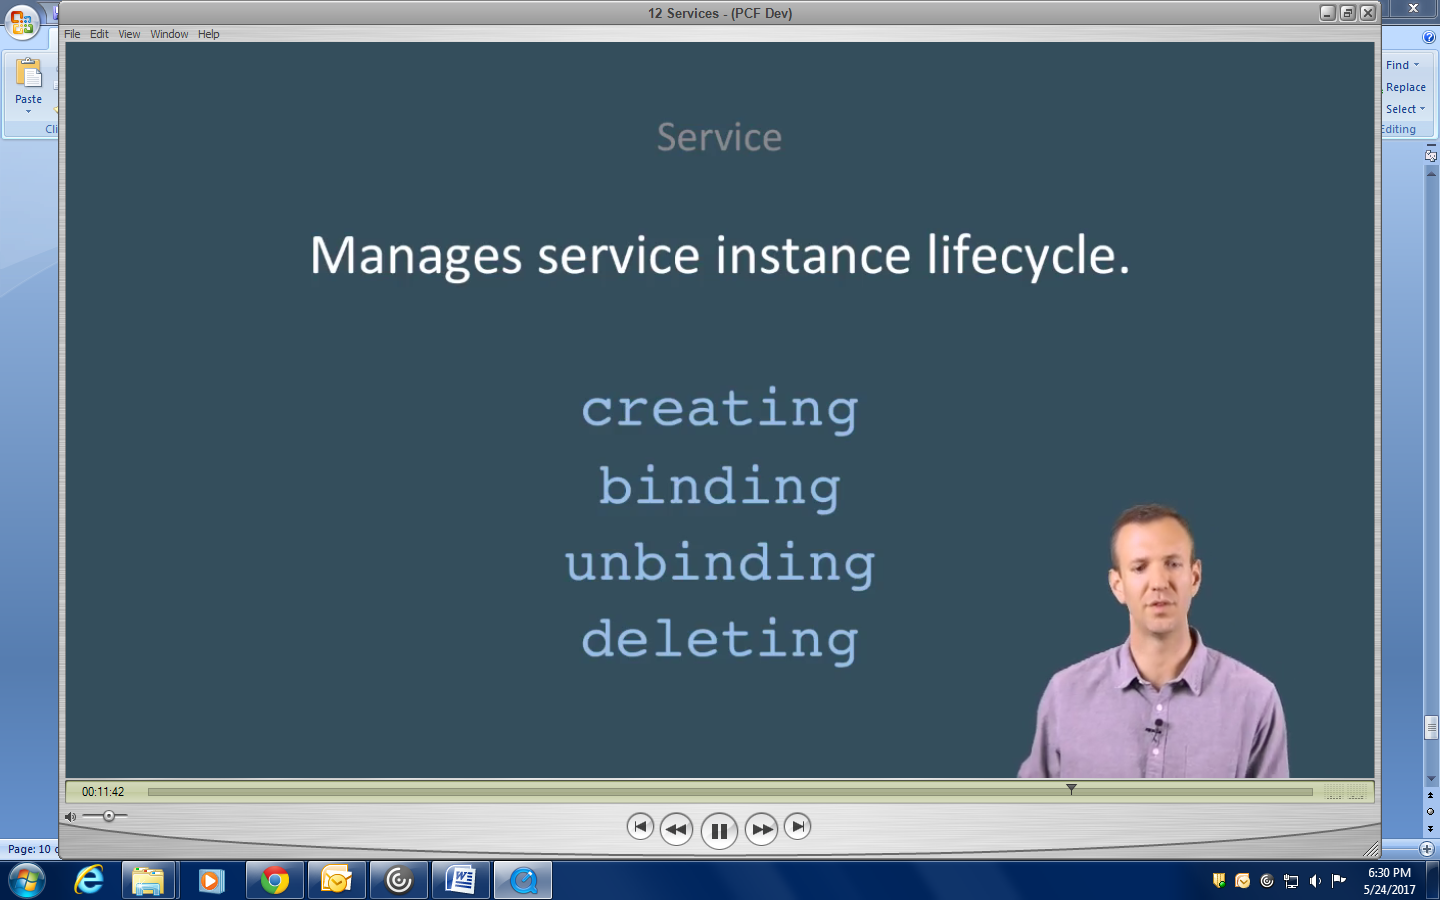 12 Services - (PCF Dev)
File Edit View Window Help
Find
Paste
Replace
Select
Cli
Editing
Service
Manages service instance lifecycle.
creating
binding
unbinding
deleting
00:11:42
Page: 10 o
6:30 PM
5/24/2017